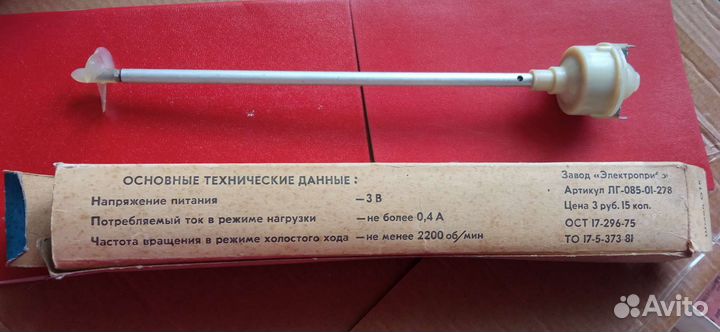 ОСНОВНЫЕ ТЕХНИЧЕСКИЕ ДАННЫЕ:
Напряжение питания — 3 В
Потребляемый ток в режиме нагрузки — не более 0,4 А
Частота вращения в режиме холостого хода — не менее 2200 об/мин
Завод «Электропри
Артикул ЛГ-085-01-278
Цена 3 руб. 15 коп.
ОСТ 17-296-75
ТО 17-5-373 81
Avito